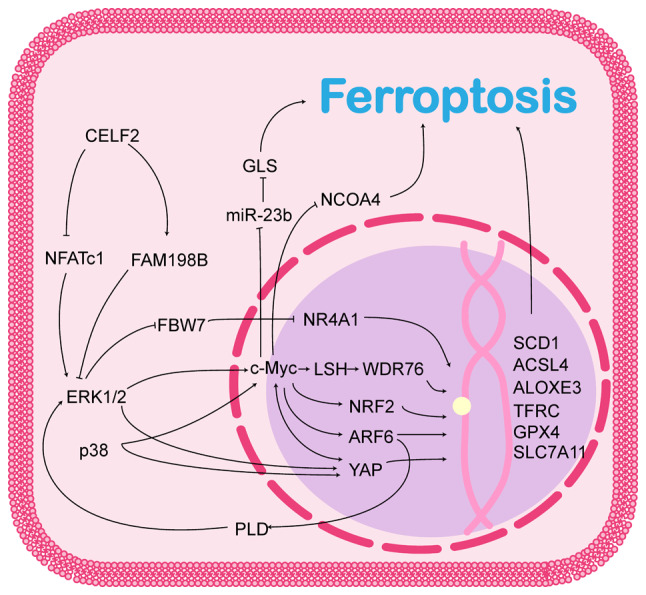 Ferroptosis
CELF2
GLS
NCOA4
miR-23b
NFATc1
FAM198B
FBW7
NR4A1
SCD1
c-Myc
LSH
WDR76
ACSL4
ALOXE3
ERK1/2
NRF2
TFRC
ARF6
GPX4
p38
SLC7A11
YAP
PLD